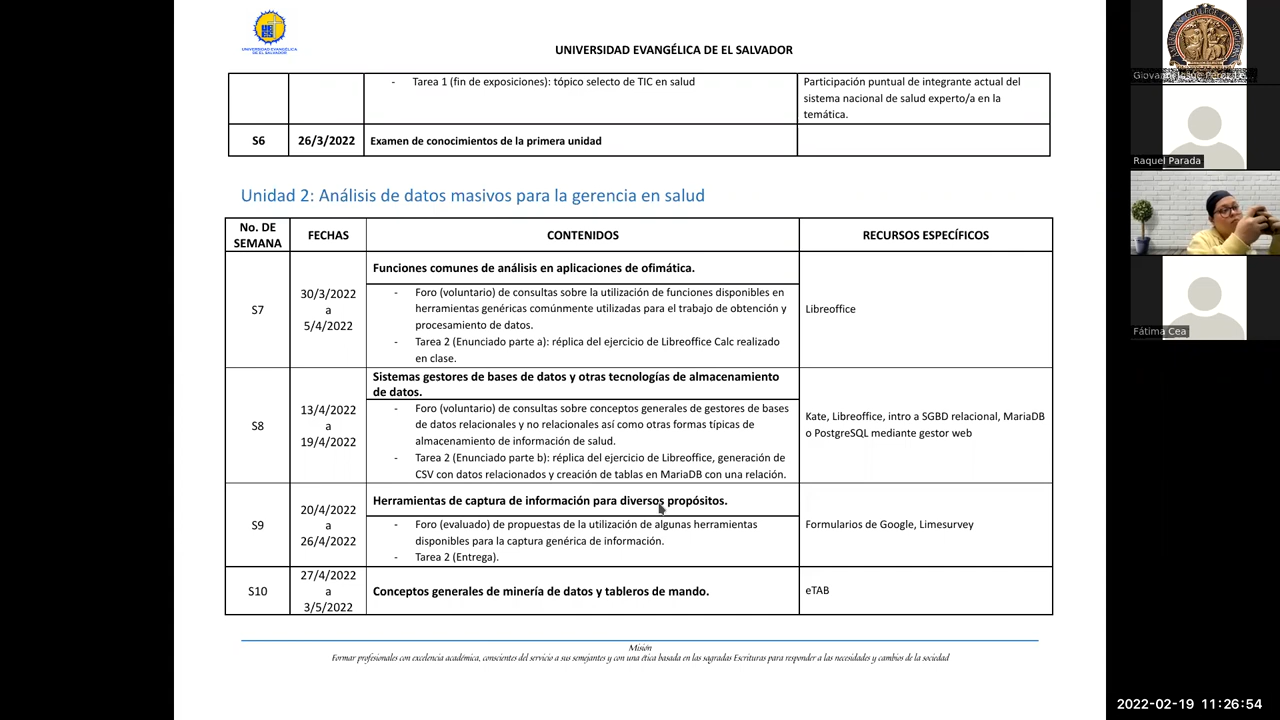 UNIVERSIDAD EVANGÉLICA
DE EL SALVADOR
UNIVERSIDAD EVANGÉLICA DE EL SALVADOR
- Tarea 1 (fin de exposiciones): tópico selecto de TIC en salud
Participación puntual de integrante actual del
sistema nacional de salud experto/a en la
temática.
S6
26/3/2022
Examen de conocimientos de la primera unidad
Unidad 2: Análisis de datos masivos para la gerencia en salud
No. DE
SEMANA
FECHAS
CONTENIDOS
RECURSOS ESPECÍFICOS
S7
30/3/2022
a
5/4/2022
Funciones comunes de análisis en aplicaciones de ofimática.
- Foro (voluntario) de consultas sobre la utilización de funciones disponibles en
herramientas genéricas comúnmente utilizadas para el trabajo de obtención y
procesamiento de datos.
- Tarea 2 (Enunciado parte a): réplica del ejercicio de Libreoffice Calc realizado
en clase.
Libreoffice
S8
13/4/2022
a
19/4/2022
Sistemas gestores de bases de datos y otras tecnologías de almacenamiento
de datos.
- Foro (voluntario) de consultas sobre conceptos generales de gestores de bases
de datos relacionales y no relacionales así como otras formas típicas de
almacenamiento de información de salud.
- Tarea 2 (Enunciado parte b): réplica del ejercicio de Libreoffice, generación de
CSV con datos relacionados y creación de tablas en MariaDB con una relación.
Kate, Libreoffice, intro a SGBD relacional, MariaDB
o PostgreSQL mediante gestor web
S9
20/4/2022
a
26/4/2022
Herramientas de captura de información para diversos propósitos.
- Foro (evaluado) de propuestas de la utilización de algunas herramientas
disponibles para la captura genérica de información.
- Tarea 2 (Entrega).
Formularios de Google, Limesurvey
S10
27/4/2022
a
3/5/2022
Conceptos generales de minería de datos y tableros de mando.
eTAB
Misión
Formar profesionales con excelencia académica, conscientes del servicio a sus semejantes y con una ética basada en las sagradas Escrituras para responder a las necesidades y cambios de la sociedad
Raquel Parada
Fátima Cea
2022-02-19 11:26:54